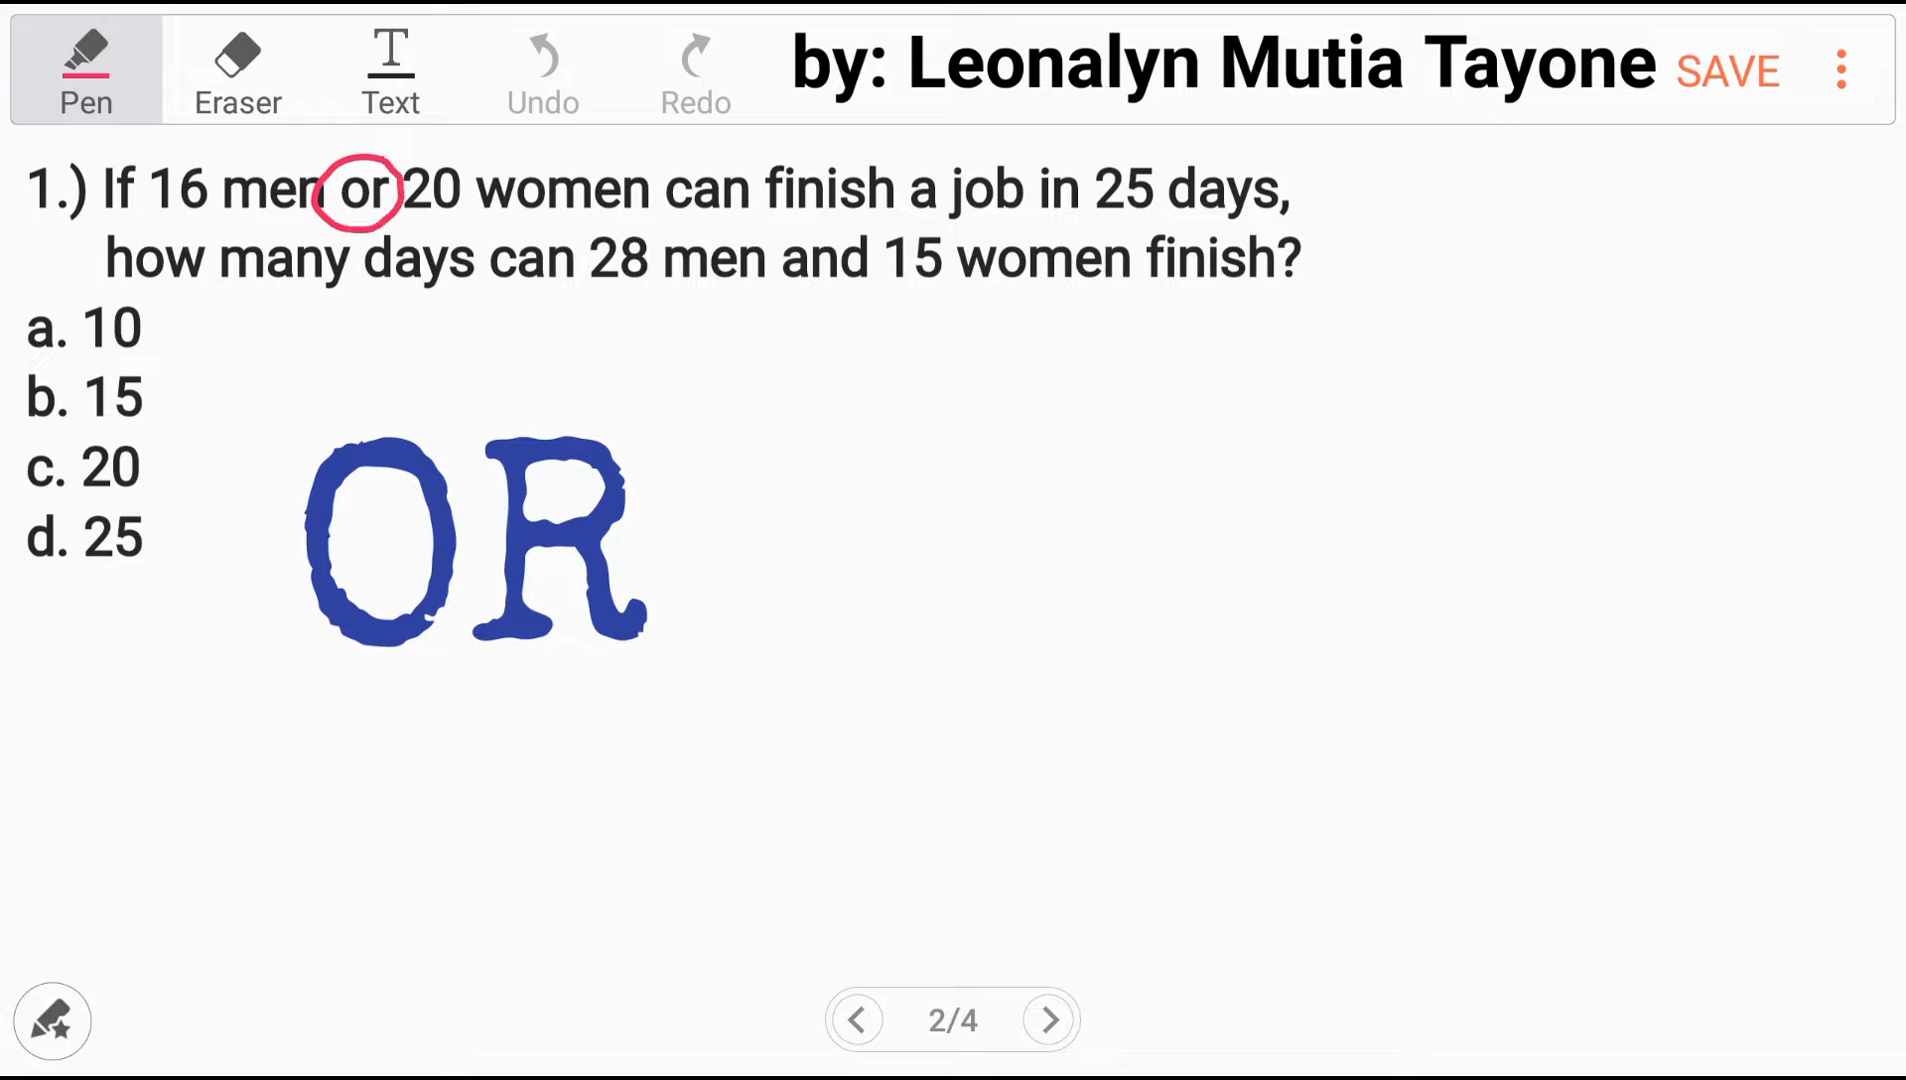 by: Leonalyn Mutia Tayone
SAVE
Pen
Eraser
Text
Undo
Redo
1.) If 16 men or 20 women can finish a job in 25 days,
how many days can 28 men and 15 women finish?
a. 10
b. 15
c. 20
d. 25
OR
2/4